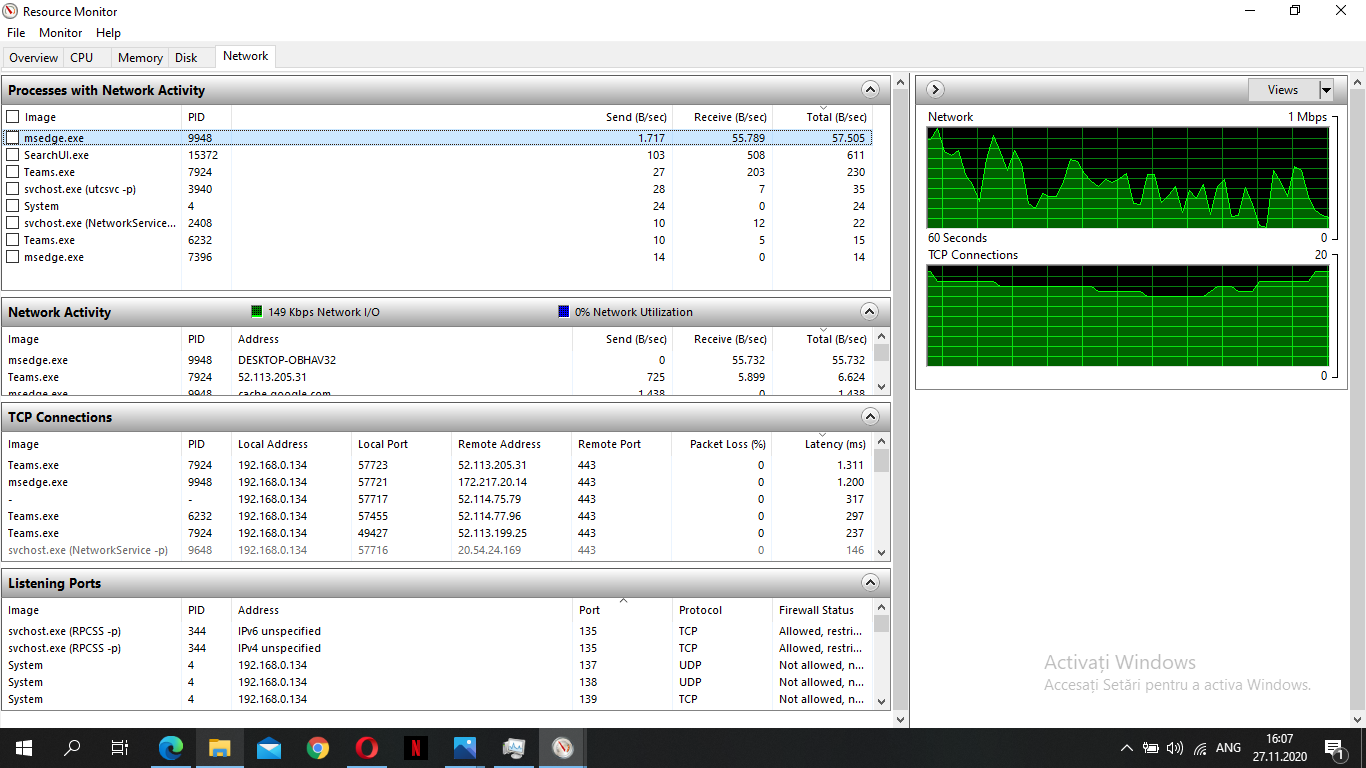 Resource Monitor
File Monitor Help
Overview CPU Memory Disk Network
Processes with Network Activity
Image PID Send (B/sec) Receive (B/sec) Total (B/sec)
msedge.exe 9948 1.717 55.789 57.505
SearchUI.exe 15372 103 508 611
Teams.exe 7924 27 203 230
svchost.exe (utcsvc -p) 3940 28 7 35
System 4 24 0 24
svchost.exe (NetworkService... 2408 10 12 22
Teams.exe 6232 10 5 15
msedge.exe 7396 14 0 14
Network Activity 149 Kbps Network I/O 0% Network Utilization
Image PID Address Send (B/sec) Receive (B/sec) Total (B/sec)
msedge.exe 9948 DESKTOP-OBHAV32 0 55.732 55.732
Teams.exe 7924 52.113.205.31 725 5.899 6.624
msedge.exe 9948 cache.google.com 1.438 0 1.438
TCP Connections
Image PID Local Address Local Port Remote Address Remote Port Packet Loss (%) Latency (ms)
Teams.exe 7924 192.168.0.134 57723 52.113.205.31 443 0 1.311
msedge.exe 9948 192.168.0.134 57721 172.217.20.14 443 0 1.200
- - 192.168.0.134 57717 52.114.75.79 443 0 317
Teams.exe 6232 192.168.0.134 57455 52.114.77.96 443 0 297
Teams.exe 7924 192.168.0.134 49427 52.113.199.25 443 0 237
svchost.exe (NetworkService -p) 9648 192.168.0.134 57716 20.54.24.169 443 0 146
Listening Ports
Image PID Address Port Protocol Firewall Status
svchost.exe (RPCSS -p) 344 IPv6 unspecified 135 TCP Allowed, restri...
svchost.exe (RPCSS -p) 344 IPv4 unspecified 135 TCP Allowed, restri...
System 4 192.168.0.134 137 UDP Not allowed, n...
System 4 192.168.0.134 138 UDP Not allowed, n...
System 4 192.168.0.134 139 TCP Not allowed, n...
Views
Network 1 Mbps
60 Seconds 0
TCP Connections 20
0
Activați Windows
Accesați Setări pentru a activa Windows.
N
ANG
16:07
27.11.2020
1